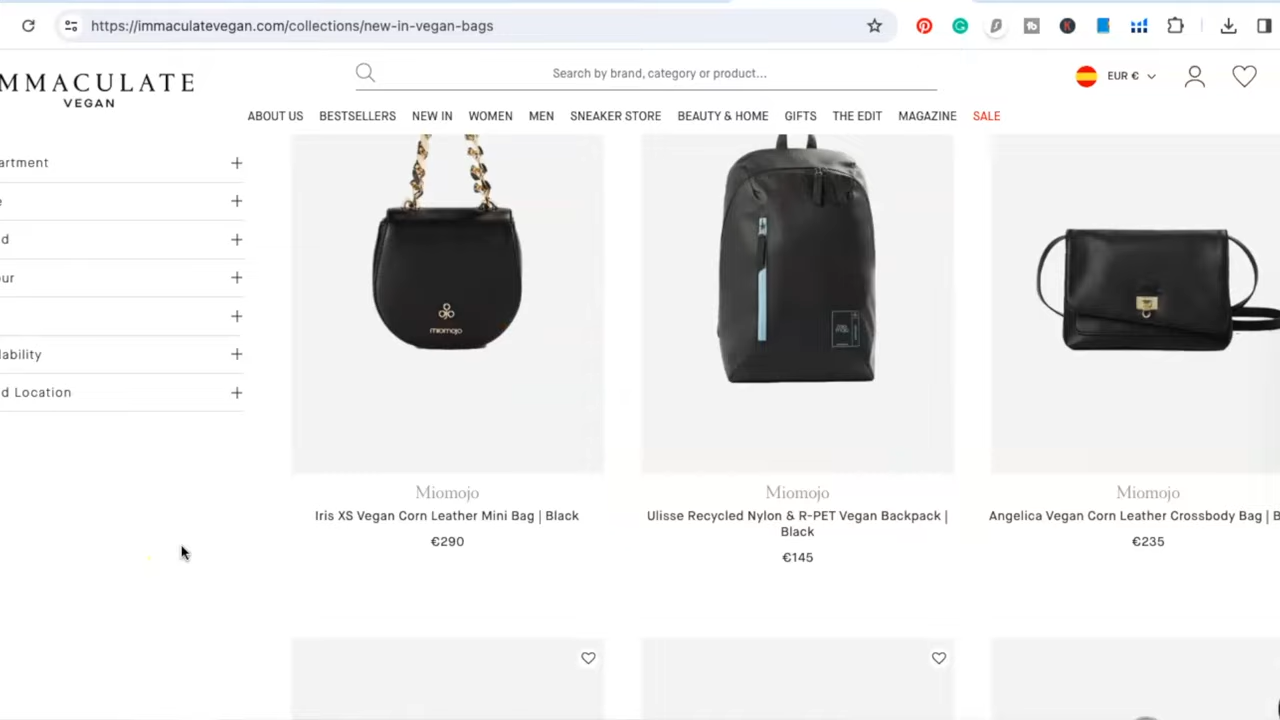 https://immaculatevegan.com/collections/new-in-vegan-bags
MMACULATE
VEGAN
Search by brand, category or product...
EUR €
ABOUT US BESTSELLERS NEW IN WOMEN MEN SNEAKER STORE BEAUTY & HOME GIFTS THE EDIT MAGAZINE SALE
artment
e
d
our
lability
d Location
miomojo
Miomojo
Iris XS Vegan Corn Leather Mini Bag | Black
€290
Miomojo
Ulisse Recycled Nylon & R-PET Vegan Backpack |
Black
€145
Miomojo
Angelica Vegan Corn Leather Crossbody Bag | B
€235